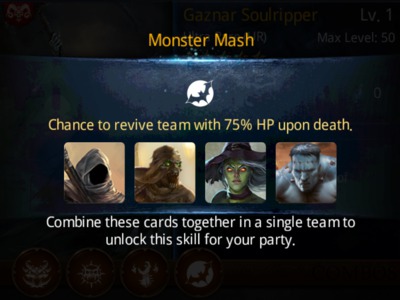 Gaznar Soulripper Lv. 1
Monster Mash
(R) Max Level: 50
0
Chance to revive team with 75% HP upon death.
Combine these cards together in a single team to
unlock this skill for your party.